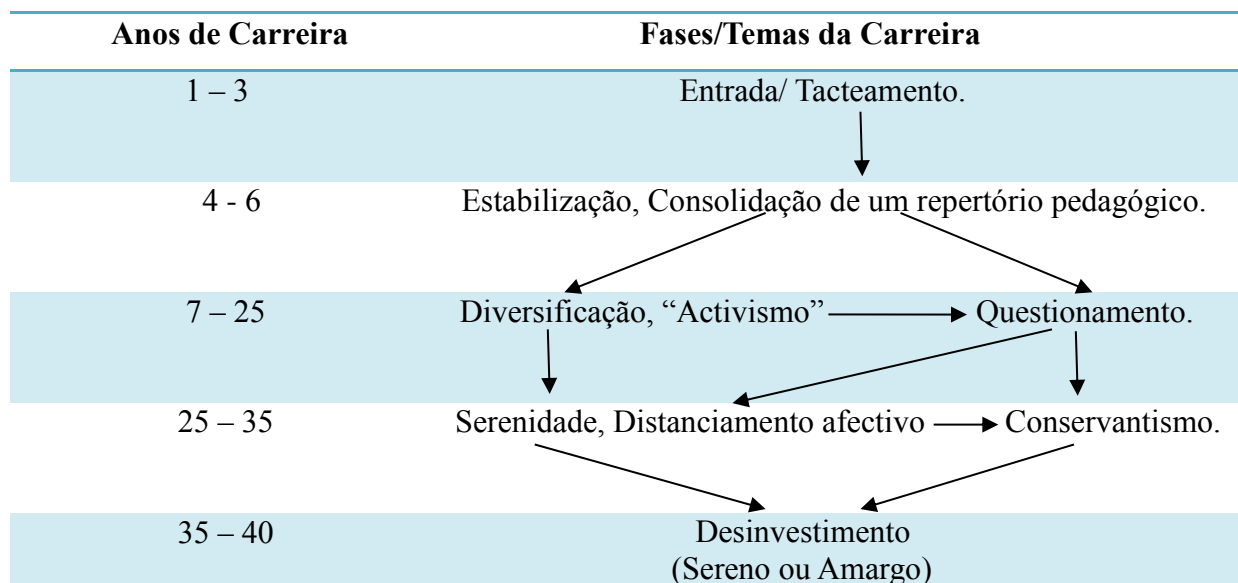 Anos de Carreira Fases/Temas da Carreira
1 – 3 Entrada/ Tacteamento.
4 - 6 Estabilização, Consolidação de um repertório pedagógico.
7 – 25 Diversificação, “Activismo” Questionamento.
25 – 35 Serenidade, Distanciamento afectivo Conservantismo.
35 – 40 Desinvestimento
(Sereno ou Amargo)